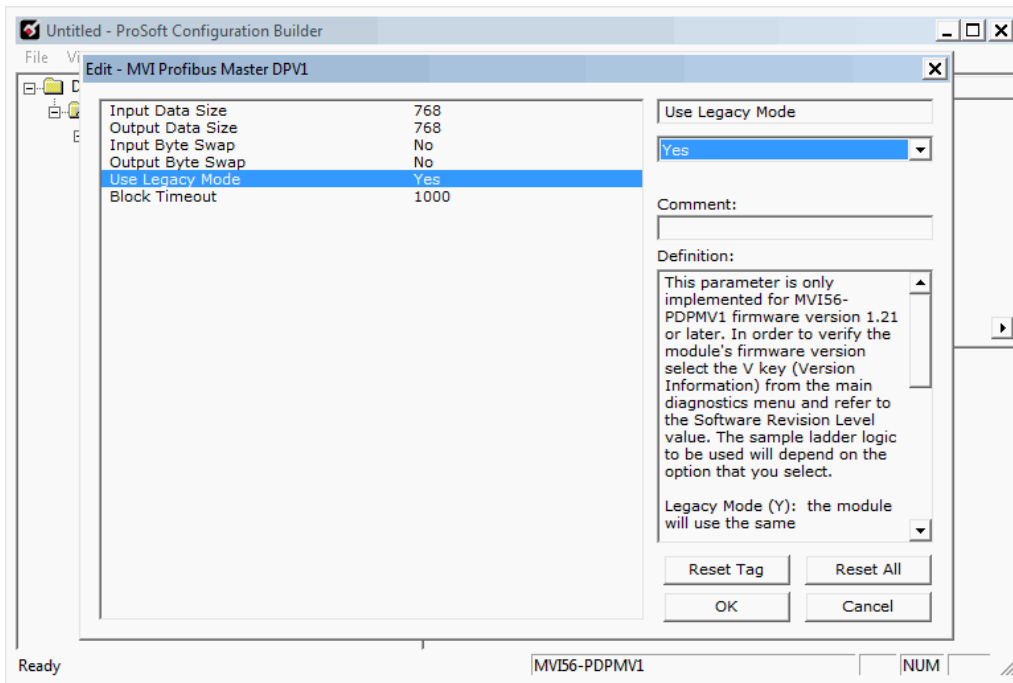 Untitled - ProSoft Configuration Builder
File Vi
Edit - MVI Profibus Master DPV1
Input Data Size 768
Output Data Size 768
Input Byte Swap No
Output Byte Swap No
Use Legacy Mode Yes
Block Timeout 1000
Use Legacy Mode
Yes
Comment:
Definition:
This parameter is only
implemented for MVI56-
PDPMV1 firmware version 1.21
or later. In order to verify the
module's firmware version
select the V key (Version
Information) from the main
diagnostics menu and refer to
the Software Revision Level
value. The sample ladder logic
to be used will depend on the
option that you select.
Legacy Mode (Y): the module
will use the same
Reset Tag Reset All
OK Cancel
Ready MVI56-PDPMV1 NUM